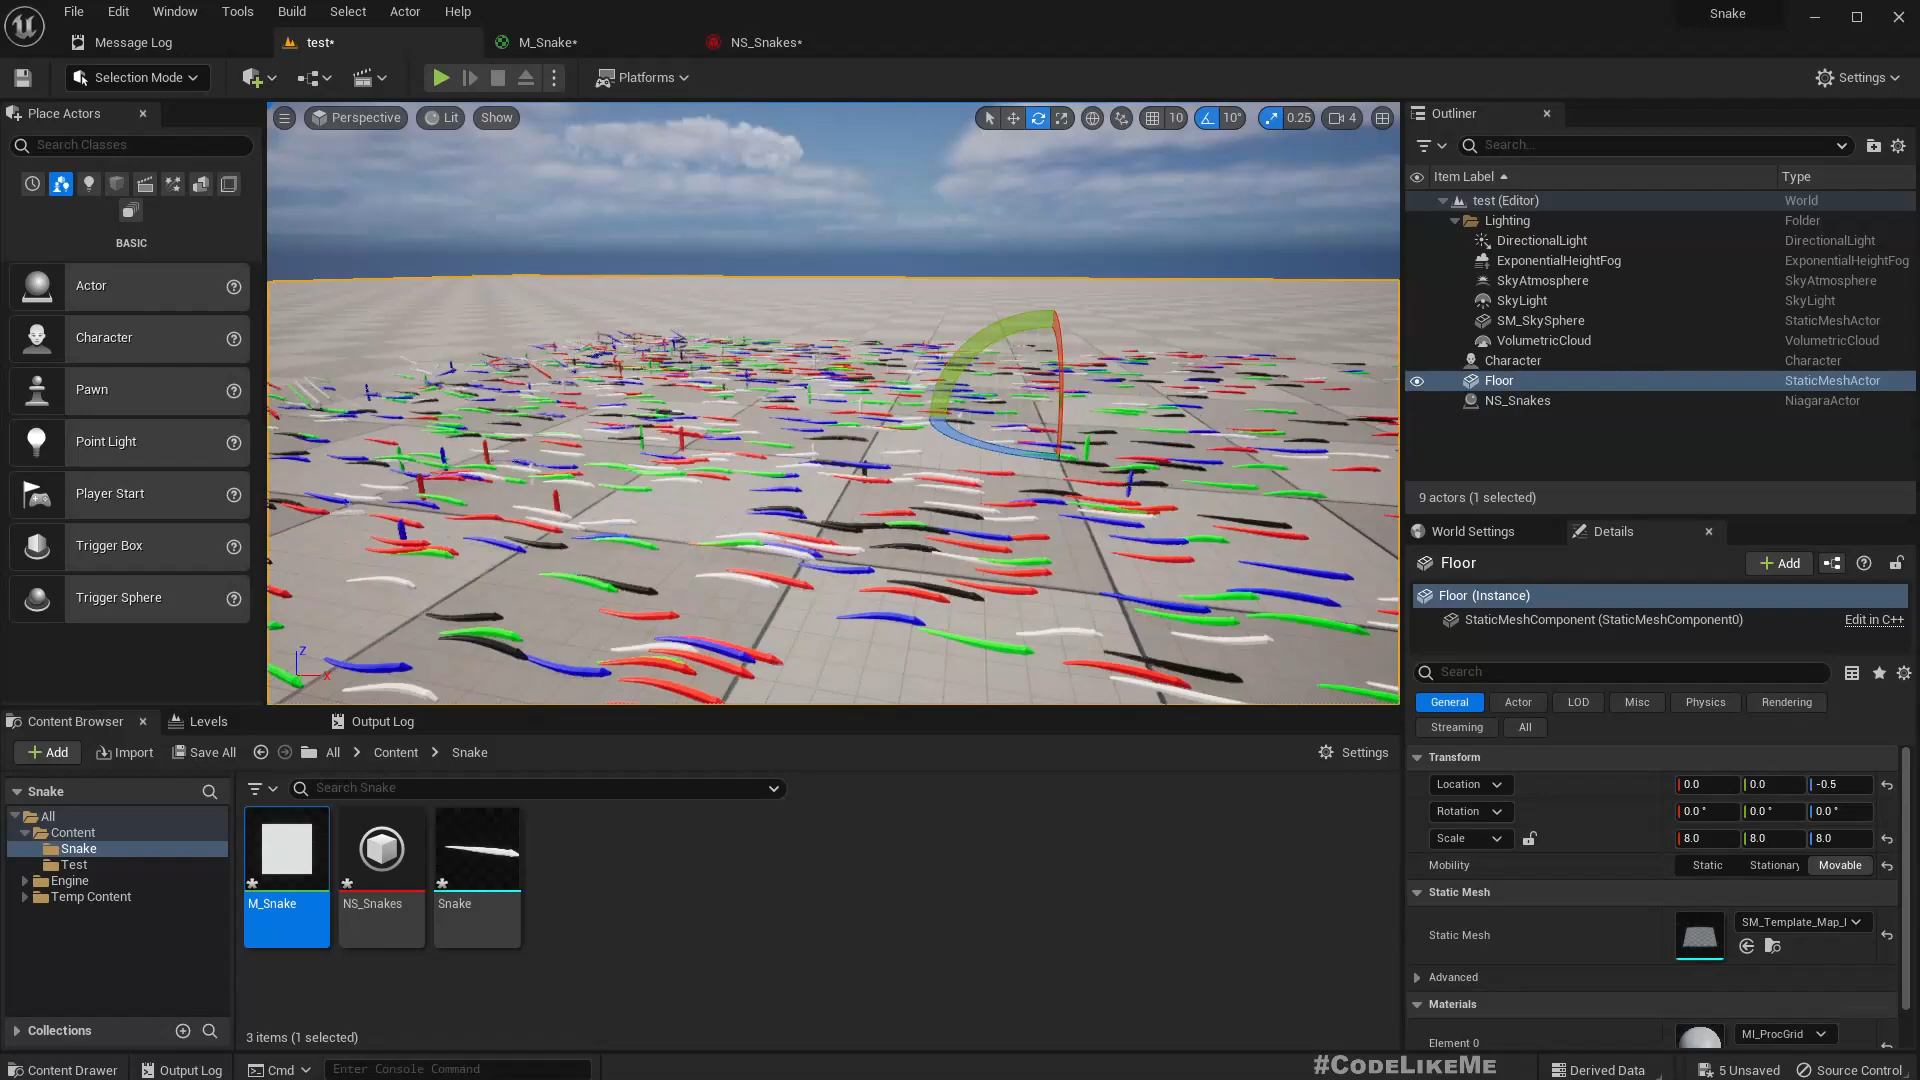 File Edit Window Tools Build Select Actor Help
Snake
Message Log
test*
M_Snake*
NS_Snakes*
Selection Mode
Platforms
Settings
Place Actors
Search Classes
BASIC
Actor
Character
Pawn
Point Light
Player Start
Trigger Box
Trigger Sphere
Perspective
Lit
Show
10
10°
0.25
4
Z
X
Outliner
Search...
Item Label
Type
test (Editor) World
Lighting Folder
DirectionalLight DirectionalLight
ExponentialHeightFog ExponentialHeightFog
SkyAtmosphere SkyAtmosphere
SkyLight SkyLight
SM_SkySphere StaticMeshActor
VolumetricCloud VolumetricCloud
Character Character
Floor StaticMeshActor
NS_Snakes NiagaraActor
9 actors (1 selected)
World Settings
Details
Floor
Add
Floor (Instance)
StaticMeshComponent (StaticMeshComponent0)
Edit in C++
Search
General Actor LOD Misc Physics Rendering
Streaming All
Transform
Location 0.0 0.0 -0.5
Rotation 0.0 ° 0.0 ° 0.0 °
Scale 8.0 8.0 8.0
Mobility Static Stationary Movable
Static Mesh
Static Mesh
SM_Template_Map_
Advanced
Materials
Element 0
MI_ProcGrid
Content Browser
Levels
Output Log
Add
Import
Save All
All
Content
Snake
Settings
Snake
All
Content
Snake
Test
Engine
Temp Content
Collections
Search Snake
M_Snake
NS_Snakes
Snake
3 items (1 selected)
Content Drawer
Output Log
Cmd
Enter Console Command
#CodeLikeMe
Derived Data
5 Unsaved
Source Control